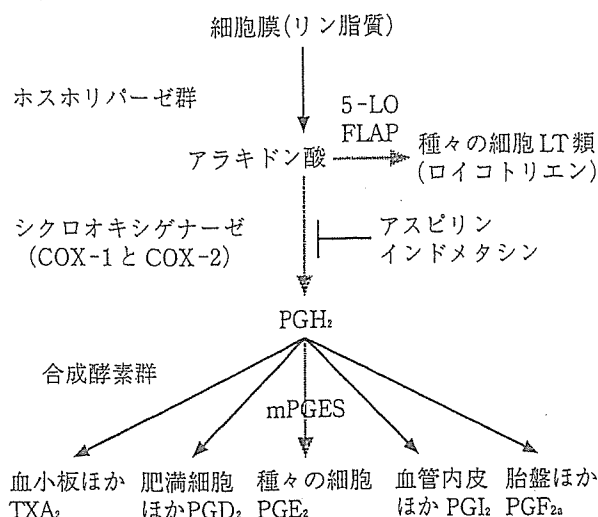 細胞膜(リン脂質)
ホスホリパーゼ群
5-LO
FLAP
アラキドン酸
種々の細胞LT類
(ロイコトリエン)
シクロオキシゲナーゼ
(COX-1とCOX-2)
アスピリン
インドメタシン
PGH₂
合成酵素群
mPGES
血小板ほか
TXA₂
肥満細胞
ほかPGD₂
種々の細胞
PGE₂
血管内皮
ほかPGI₂
胎盤ほか
PGF₂ₐ